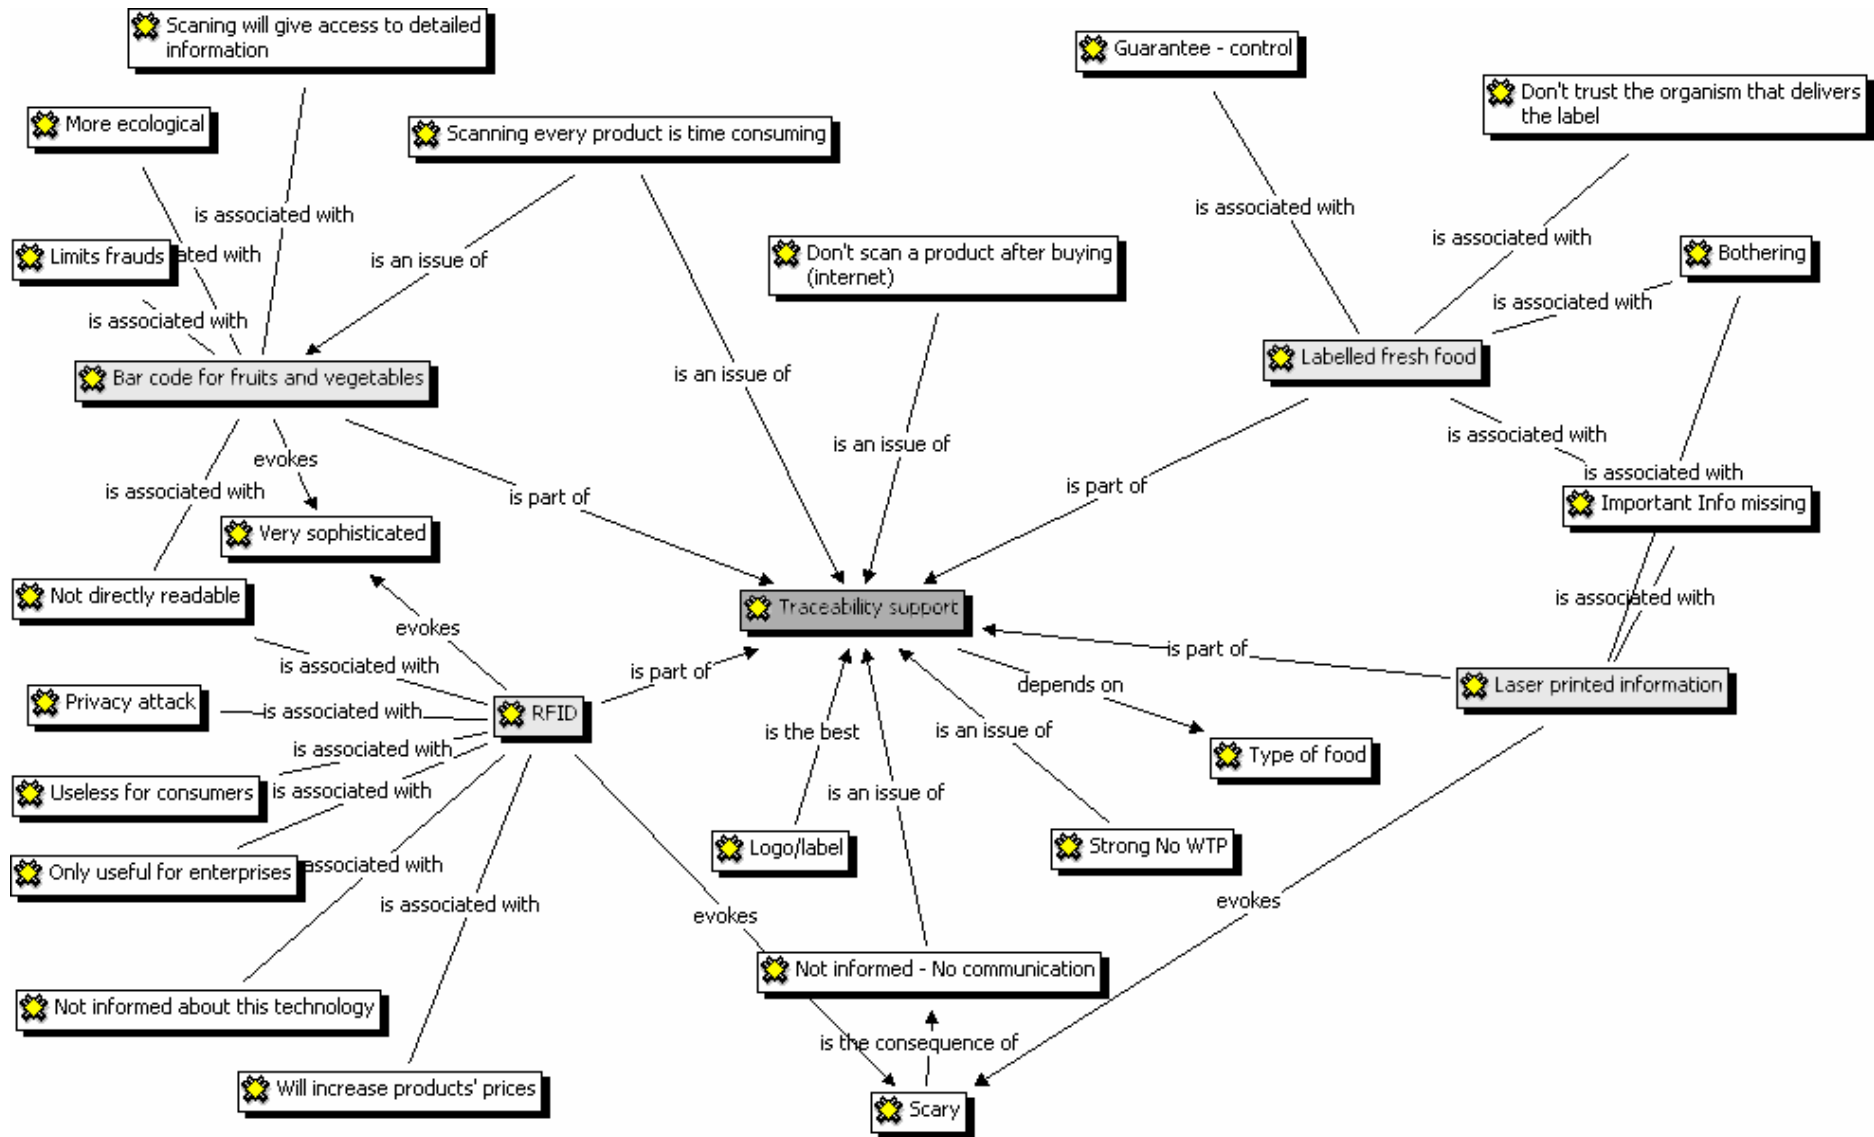 Scaning will give access to detailed
information
Guarantee - control
Don't trust the organism that delivers
the label
More ecological
Scanning every product is time consuming
is associated with
is associated with
is associated with
Limits frauds
ated with
is an issue of
Don't scan a product after buying
(internet)
Bothering
is associated with
is associated with
Labelled fresh food
Bar code for fruits and vegetables
is an issue of
is associated with
evokes
is an issue of
is associated with
is associated with
is part of
is part of
Important Info missing
Very sophisticated
Not directly readable
Traceability support
is associated with
evokes
is associated with
is part of
is part of
depends on
Laser printed information
Privacy attack
is associated with
RFID
is the best
is an issue of
is associated with
Type of food
Useless for consumers
is associated with
is an issue of
Logo/label
Strong No WTP
Only useful for enterprises
associated with
is associated with
evokes
evokes
Not informed - No communication
Not informed about this technology
is the consequence of
Will increase products' prices
Scary